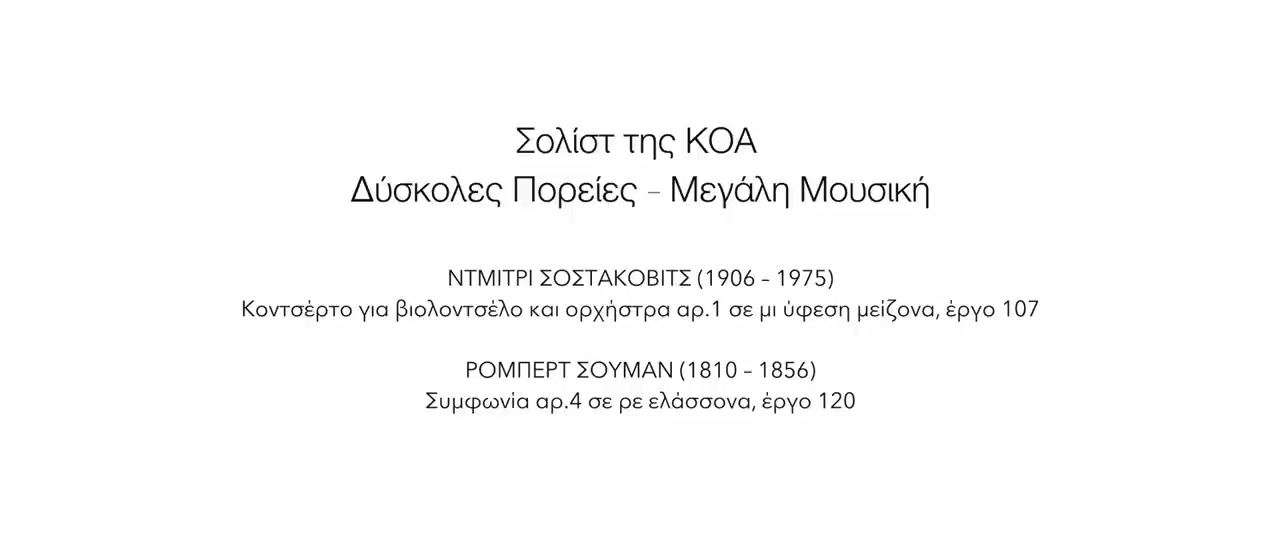 Σολίστ της ΚΟΑ
Δύσκολες Πορείες – Μεγάλη Μουσική
ΝΤΜΙΤΡΙ ΣΟΣΤΑΚΟΒΙΤΣ (1906 – 1975)
Κοντσέρτο για βιολοντσέλο και ορχήστρα αρ.1 σε μι ύφεση μείζονα, έργο 107
ΡΟΜΠΕΡΤ ΣΟΥΜΑΝ (1810 – 1856)
Συμφωνία αρ.4 σε ρε ελάσσονα, έργο 120